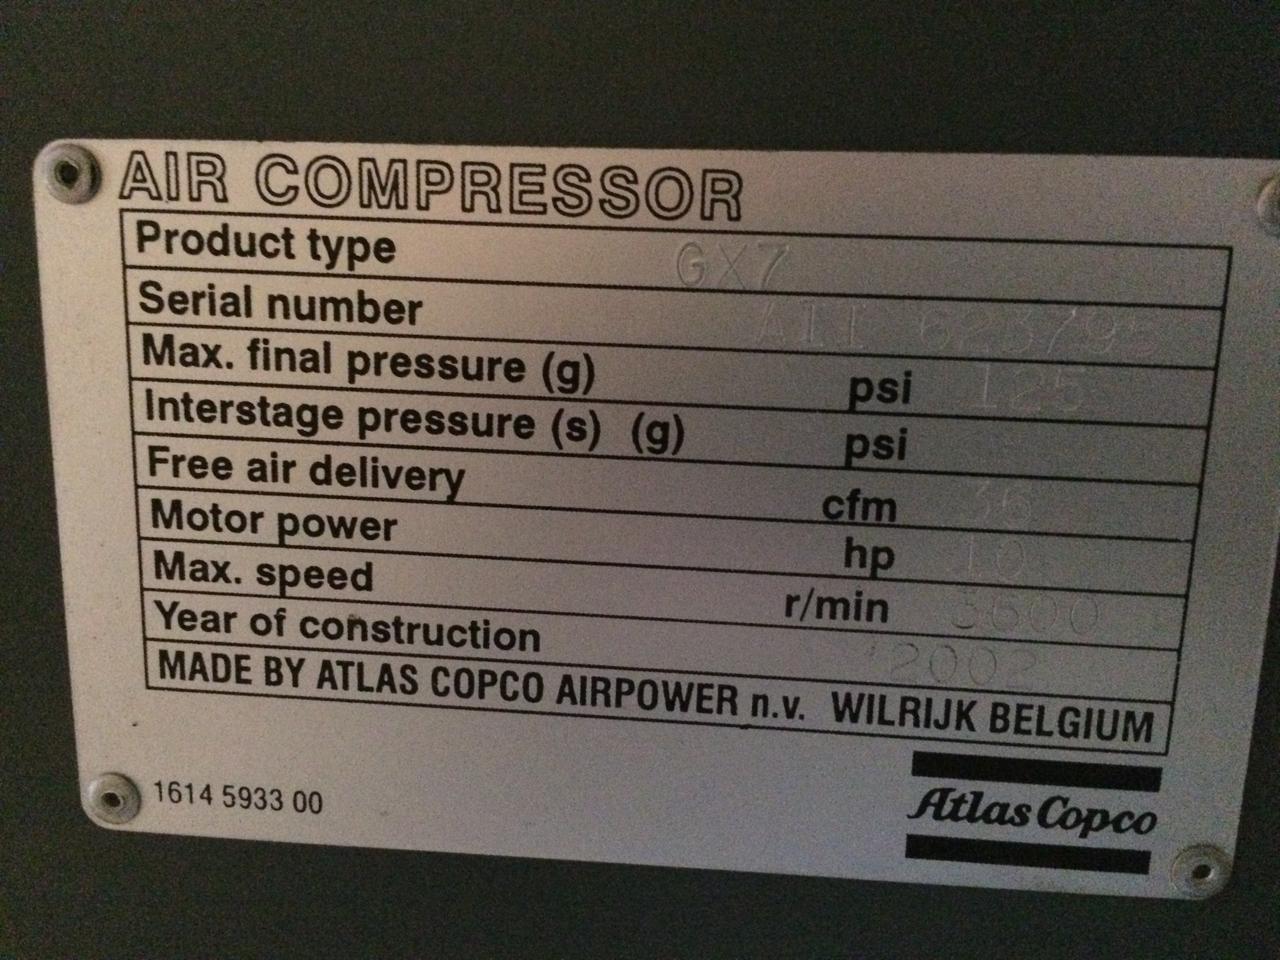 AIR COMPRESSOR
Product type GX7
Serial number AII
Max. final pressure (g) psi 125
Interstage pressure (s) (g) psi
Free air delivery cfm 36
Motor power hp 10
Max. speed r/min 3600
Year of construction 2002
MADE BY ATLAS COPCO AIRPOWER n.v. WILRIJK BELGIUM
1614 5933 00
Atlas Copco